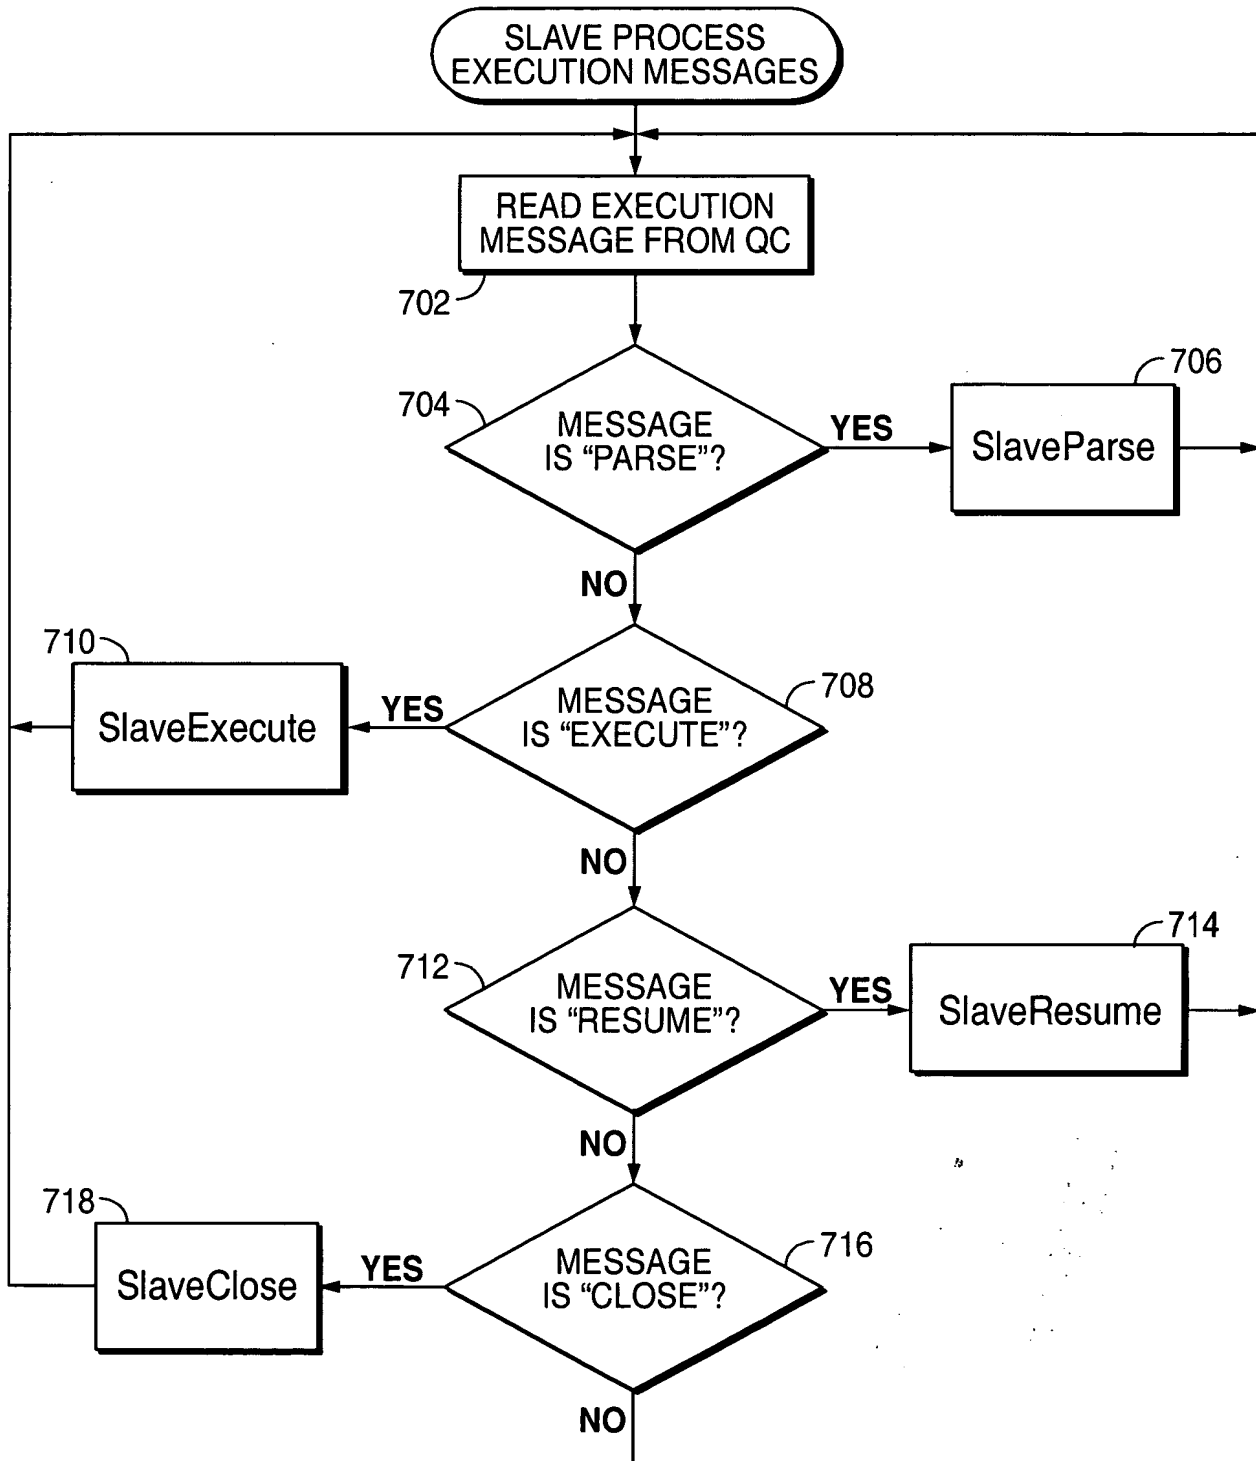 SLAVE PROCESS
EXECUTION MESSAGES
READ EXECUTION
MESSAGE FROM QC
702
704
MESSAGE
IS “PARSE”?
YES
706
SlaveParse
NO
710
SlaveExecute
YES
MESSAGE
IS “EXECUTE”?
708
NO
712
MESSAGE
IS “RESUME”?
YES
714
SlaveResume
NO
718
SlaveClose
YES
MESSAGE
IS “CLOSE”?
716
NO